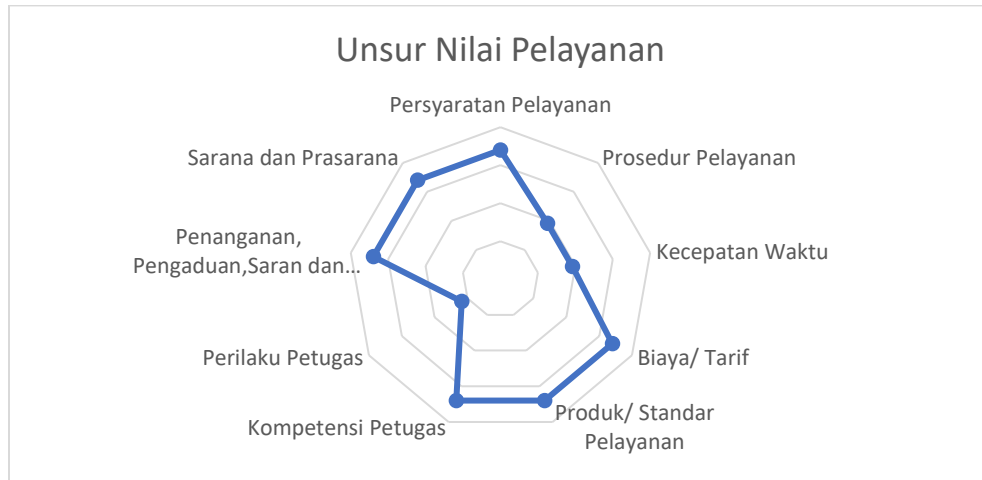 Unsur Nilai Pelayanan
Persyaratan Pelayanan
Prosedur Pelayanan
Kecepatan Waktu
Biaya/ Tarif
Produk/ Standar
Pelayanan
Kompetensi Petugas
Perilaku Petugas
Penanganan,
Pengaduan,Saran dan…
Sarana dan Prasarana